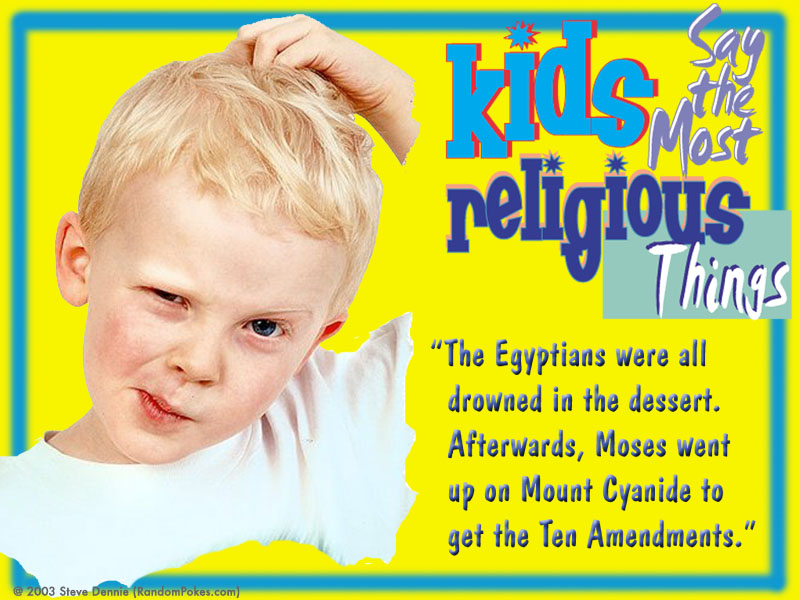 kids
Say
the
Most
religious
Things
“The Egyptians were all
drowned in the dessert.
Afterwards, Moses went
up on Mount Cyanide to
get the Ten Amendments.”
@ 2003 Steve Dennie (RandomPokes.com)